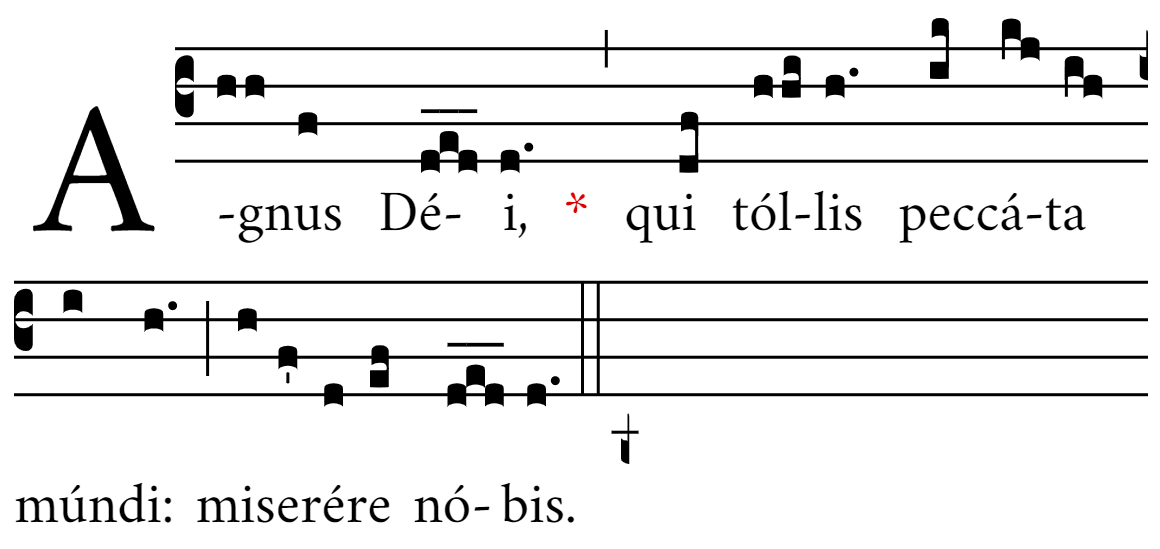 A-gnus Dé- i, * qui tól-lis peccá-ta
múndi: miserére nó- bis.